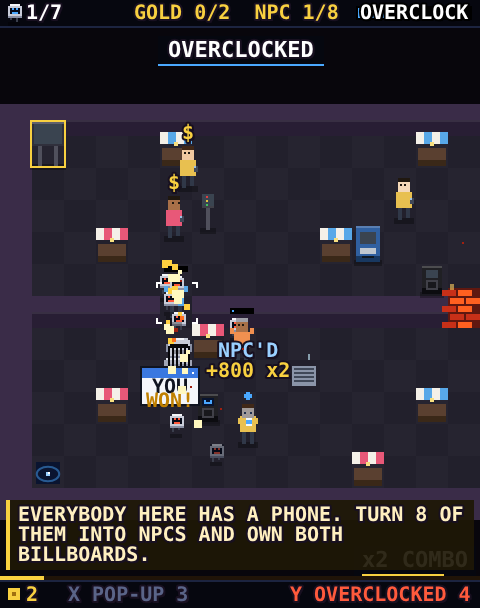 1/7 GOLD 0/2 NPC 1/8 OVERCLOCK
OVERCLOCKED
$
$
NPC'D
+800 x2
YOU
WON!
EVERYBODY HERE HAS A PHONE. TURN 8 OF
THEM INTO NPCS AND OWN BOTH
BILLBOARDS.
x2 COMBO
2 X POP-UP 3 Y OVERCLOCKED 4